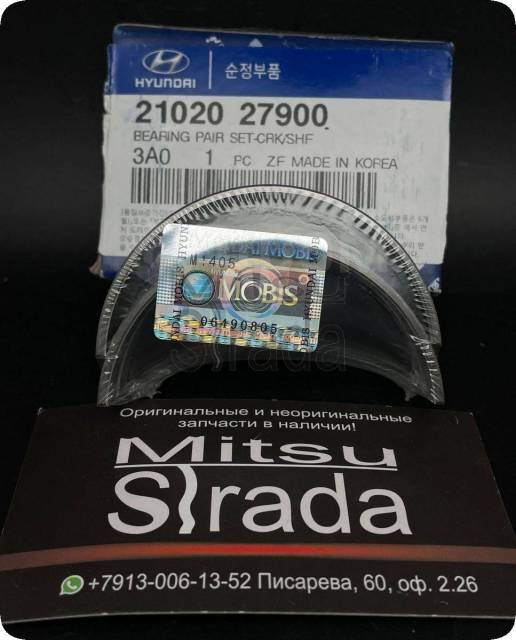 HYUNDAI
순정부품
21020 27900
BEARING PAIR SET-CRK/SHF
3A0 1 PC ZF MADE IN KOREA
M+405
MOBIS
06490805
Оригинальные и неоригинальные
запчасти в наличии!
Mitsu
Strada
+7913-006-13-52 Писарева, 60, оф. 2.26